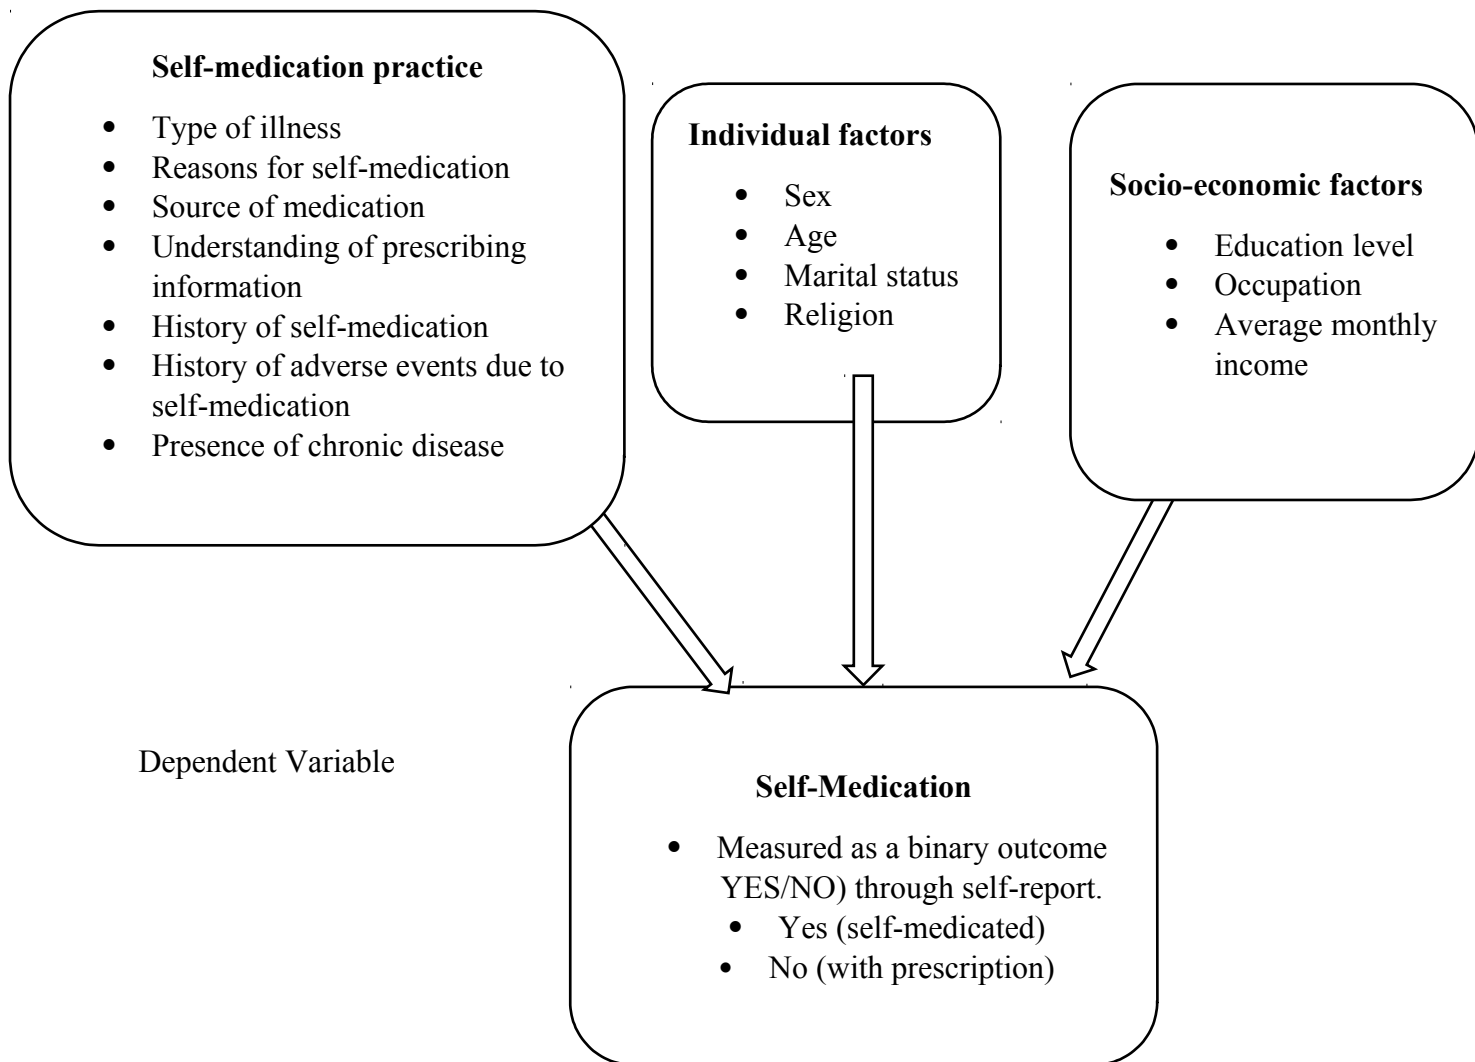 Self-medication practice
• Type of illness
• Reasons for self-medication
• Source of medication
• Understanding of prescribing
information
• History of self-medication
• History of adverse events due to
self-medication
• Presence of chronic disease
Individual factors
• Sex
• Age
• Marital status
• Religion
Socio-economic factors
• Education level
• Occupation
• Average monthly
income
Dependent Variable
Self-Medication
• Measured as a binary outcome
YES/NO) through self-report.
• Yes (self-medicated)
• No (with prescription)